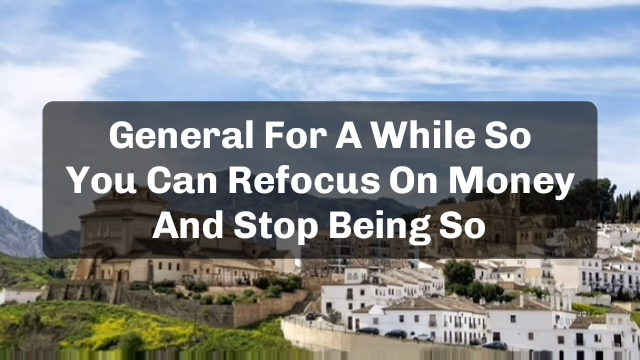 General For A While So
You Can Refocus On Money
And Stop Being So